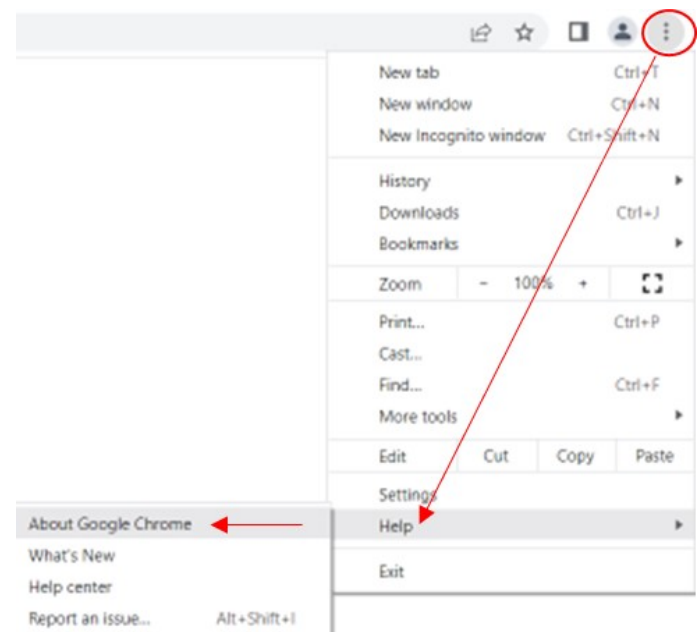 New tab Ctrl+T
New window Ctrl+N
New Incognito window Ctrl+Shift+N
History
Downloads Ctrl+J
Bookmarks
Zoom - 100% +
Print... Ctrl+P
Cast...
Find... Ctrl+F
More tools
Edit Cut Copy Paste
Settings
Help
Exit
About Google Chrome
What's New
Help center
Report an issue... Alt+Shift+I